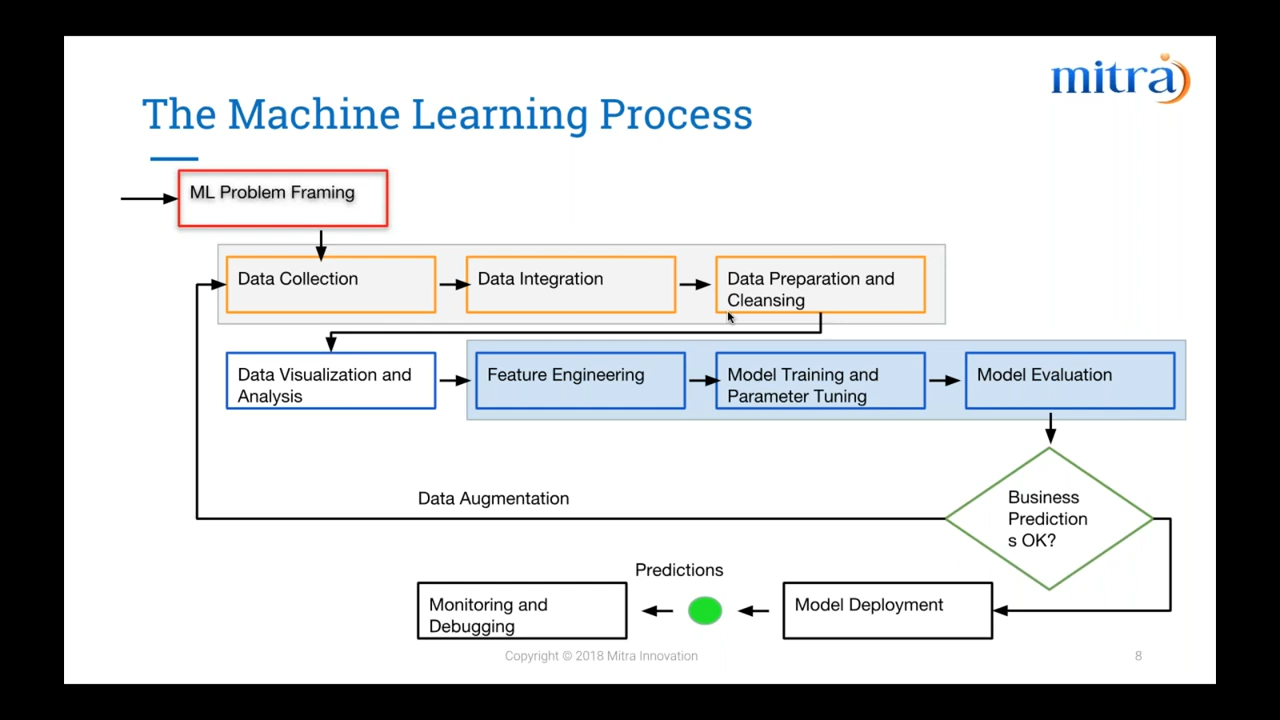 mitra
The Machine Learning Process
ML Problem Framing
Data Collection
Data Integration
Data Preparation and
Cleansing
Data Visualization and
Analysis
Feature Engineering
Model Training and
Parameter Tuning
Model Evaluation
Business
Prediction
s OK?
Data Augmentation
Predictions
Monitoring and
Debugging
Model Deployment
Copyright © 2018 Mitra Innovation
8